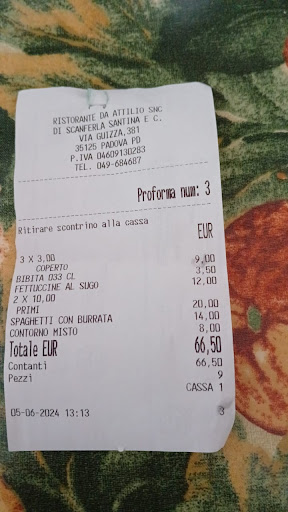 RISTORANTE DA ATTILIO SNC
DI SCANFERLA SANTINA E C.
VIA GUIZZA,381
35125 PADOVA PD
P.IVA 04609130283
TEL. 049-684687
Proforma num: 3
Ritirare scontrino alla cassa
EUR
3 X 3,00
COPERTO 9,00
BIBITA 033 CL 3,50
FETTUCCINE AL SUGO 12,00
2 X 10,00
PRIMI 20,00
SPAGHETTI CON BURRATA 14,00
CONTORNO MISTO 8,00
Totale EUR 66,50
Contanti 66,50
Pezzi 9
CASSA 1
05-06-2024 13:13 3